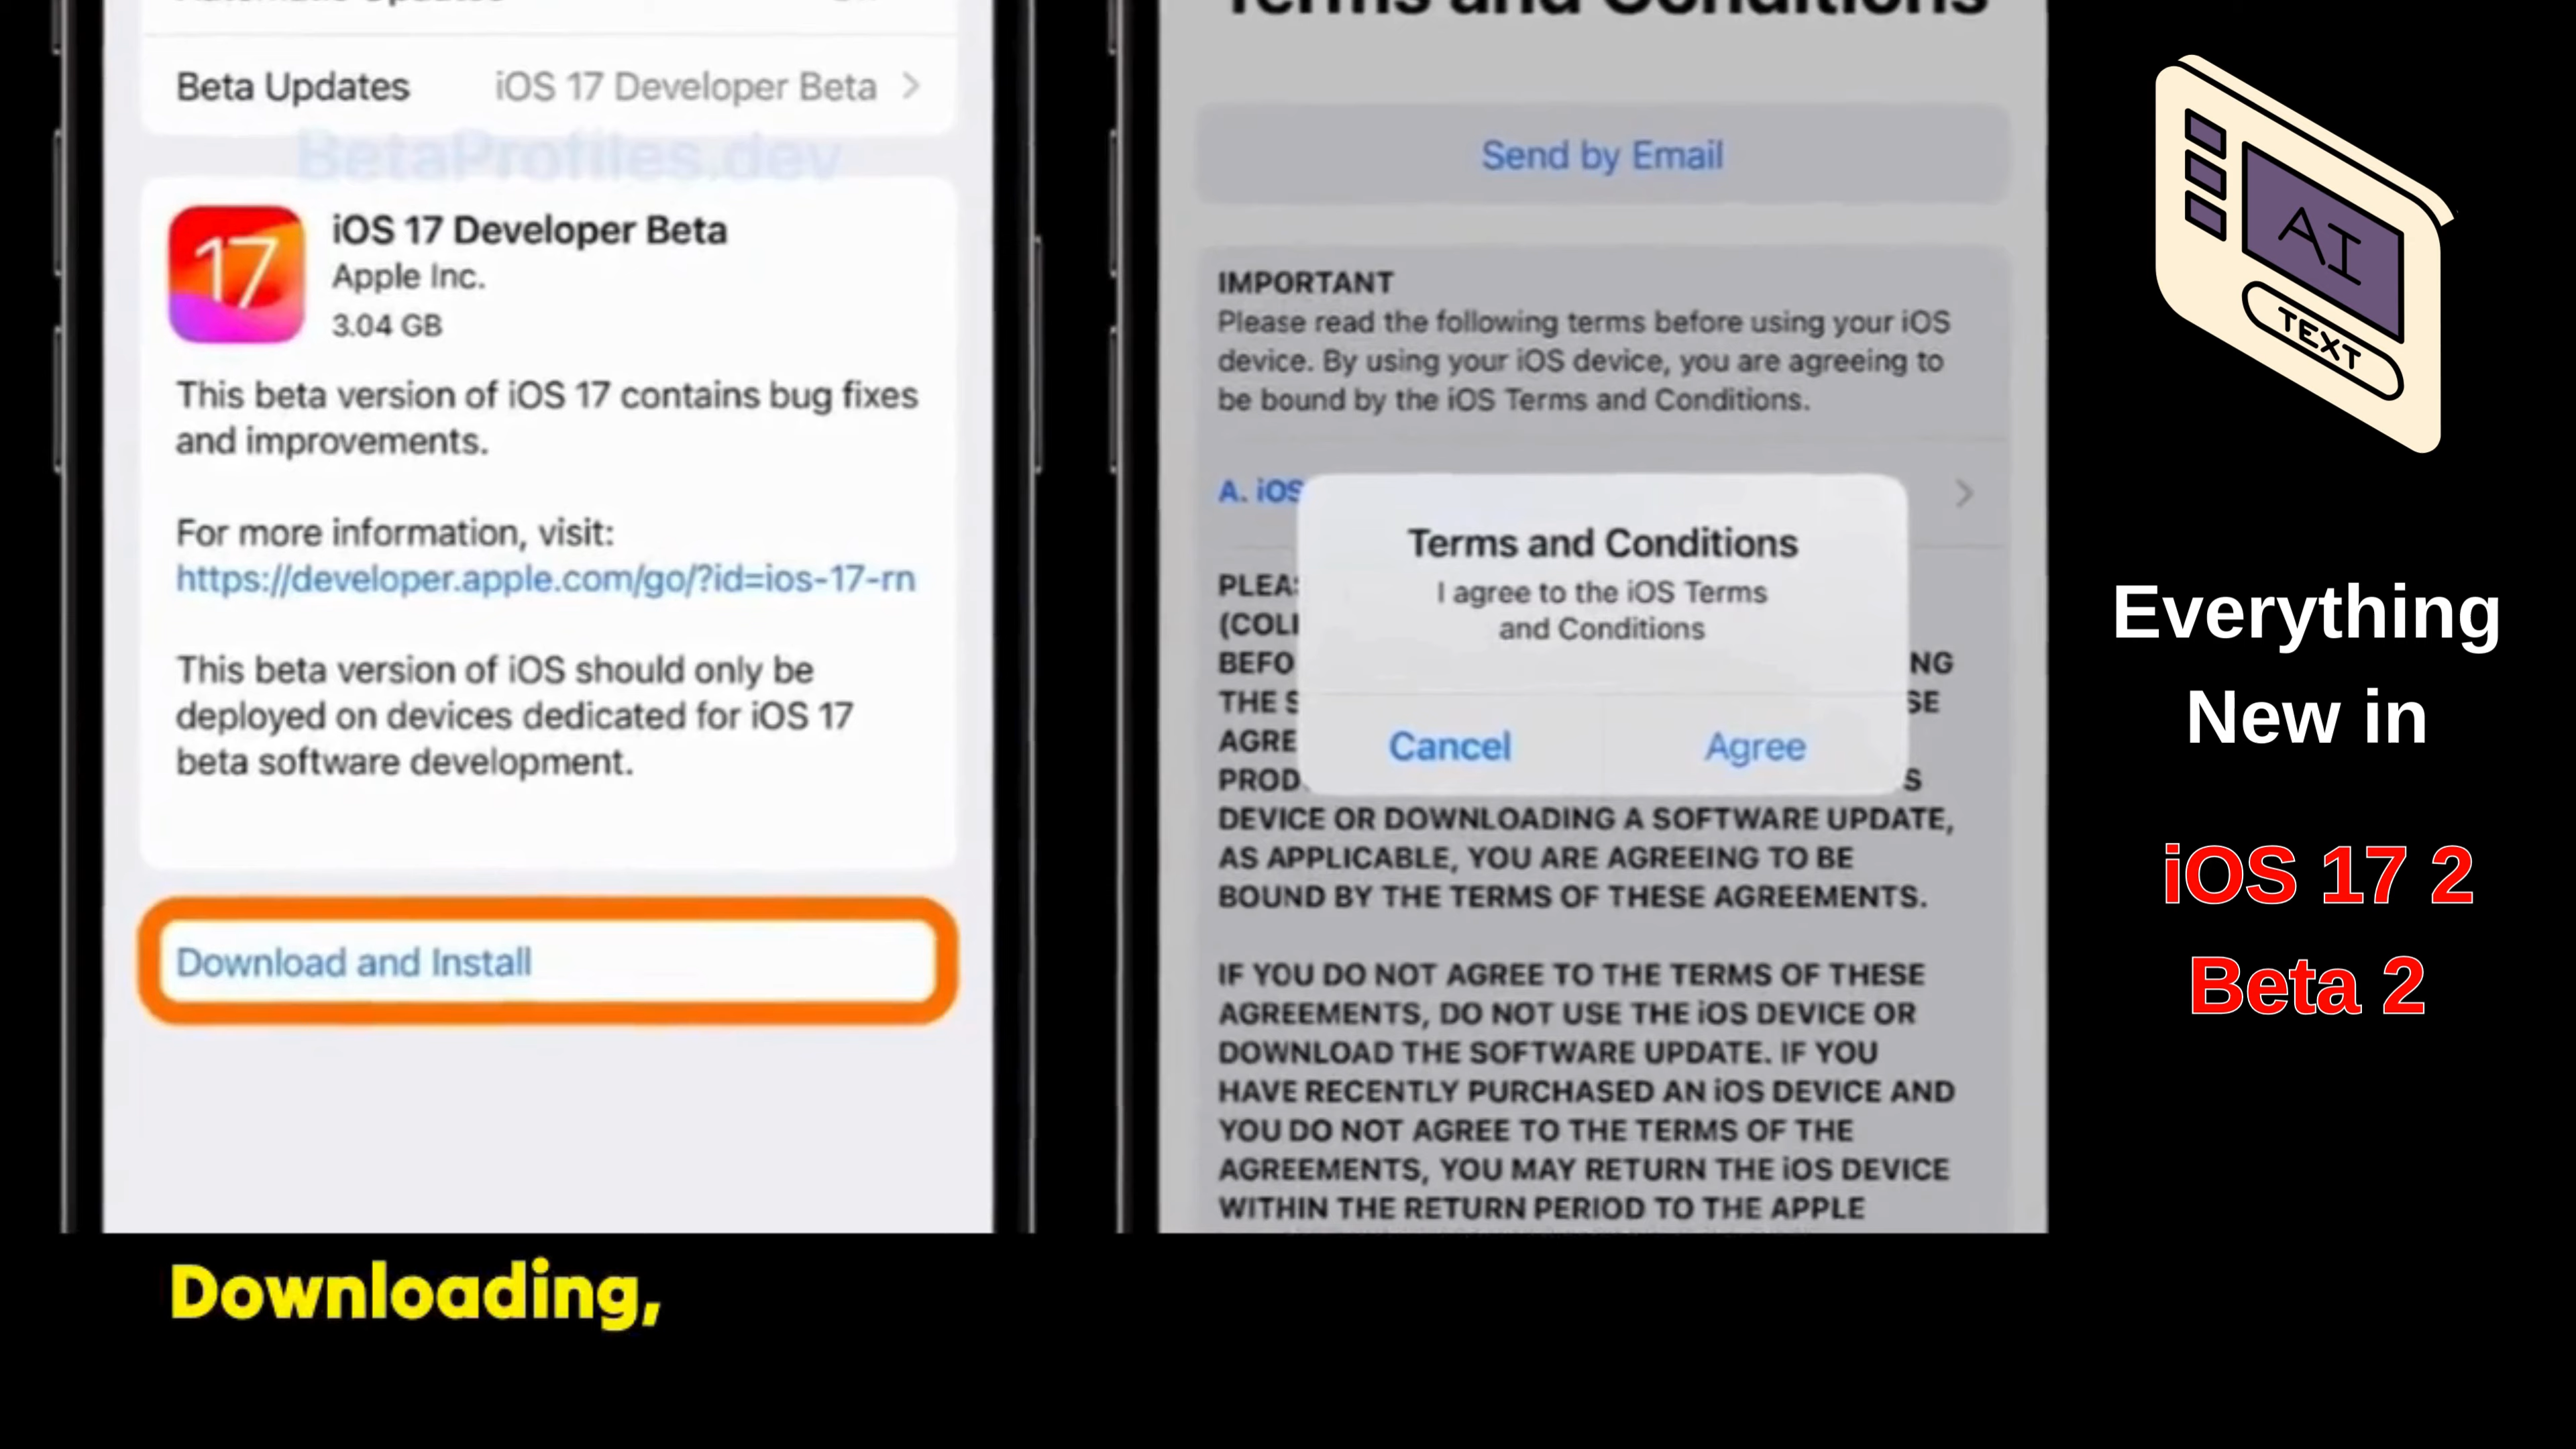 Beta Updates iOS 17 Developer Beta
BetaProfiles.dev
17
iOS 17 Developer Beta
Apple Inc.
3.04 GB
This beta version of iOS 17 contains bug fixes
and improvements.
For more information, visit:
https://developer.apple.com/go/?id=ios-17-rn
This beta version of iOS should only be
deployed on devices dedicated for iOS 17
beta software development.
Download and Install
Terms and Conditions
Send by Email
IMPORTANT
Please read the following terms before using your iOS
device. By using your iOS device, you are agreeing to
be bound by the iOS Terms and Conditions.
A. iOS
Terms and Conditions
I agree to the iOS Terms
and Conditions
Cancel Agree
DEVICE OR DOWNLOADING A SOFTWARE UPDATE,
AS APPLICABLE, YOU ARE AGREEING TO BE
BOUND BY THE TERMS OF THESE AGREEMENTS.
IF YOU DO NOT AGREE TO THE TERMS OF THESE
AGREEMENTS, DO NOT USE THE iOS DEVICE OR
DOWNLOAD THE SOFTWARE UPDATE. IF YOU
HAVE RECENTLY PURCHASED AN iOS DEVICE AND
YOU DO NOT AGREE TO THE TERMS OF THE
AGREEMENTS, YOU MAY RETURN THE iOS DEVICE
WITHIN THE RETURN PERIOD TO THE APPLE
AI
TEXT
Everything
New in
iOS 17 2
Beta 2
Downloading,